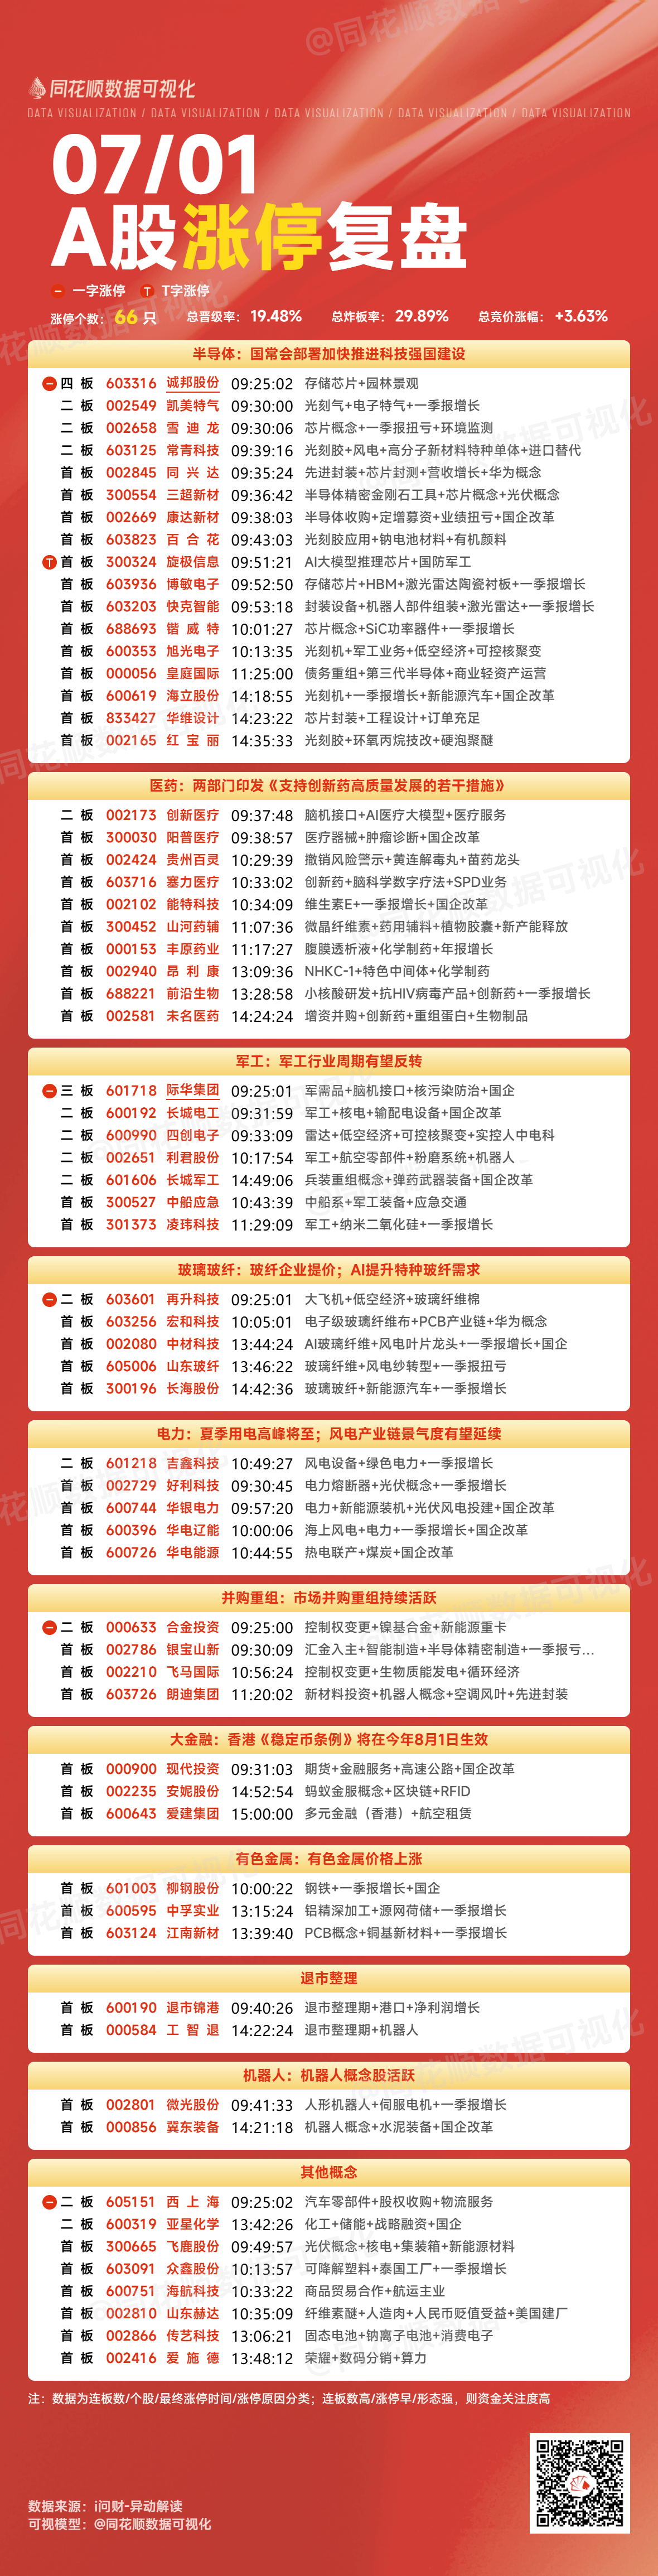 同花顺数据可视化
DATA VISUALIZATION / DATA VISUALIZATION / DATA VISUALIZATION / DATA VISUALIZATION / DATA VISUALIZATION
07/01
A股涨停复盘
一字涨停 T T字涨停
涨停个数：66 只 总晋级率：19.48% 总炸板率：29.89% 总竞价涨幅：+3.63%
半导体：国常会部署加快推进科技强国建设
四板 603316 诚邦股份 09:25:02 存储芯片+园林景观
二板 002549 凯美特气 09:30:00 光刻气+电子特气+一季报增长
二板 002658 雪迪龙 09:30:06 芯片概念+一季报扭亏+环境监测
二板 603125 常青科技 09:39:16 光刻胶+风电+高分子新材料特种单体+进口替代
首板 002845 同兴达 09:35:24 先进封装+芯片封测+营收增长+华为概念
首板 300554 三超新材 09:36:42 半导体精密金刚石工具+芯片概念+光伏概念
首板 002669 康达新材 09:38:03 半导体收购+定增募资+业绩扭亏+国企改革
首板 603823 百合花 09:43:03 光刻胶应用+钠电池材料+有机颜料
T 首板 300324 旋极信息 09:51:21 AI大模型推理芯片+国防军工
首板 603936 博敏电子 09:52:50 存储芯片+HBM+激光雷达陶瓷衬板+一季报增长
首板 603203 快克智能 09:53:18 封装设备+机器人部件组装+激光雷达+一季报增长
首板 688693 锴威特 10:01:27 芯片概念+SiC功率器件+一季报增长
首板 600353 旭光电子 10:13:35 光刻机+军工业务+低空经济+可控核聚变
首板 000056 皇庭国际 11:25:00 债务重组+第三代半导体+商业轻资产运营
首板 600619 海立股份 14:18:55 光刻机+一季报增长+新能源汽车+国企改革
首板 833427 华维设计 14:23:22 芯片封装+工程设计+订单充足
首板 002165 红宝丽 14:35:33 光刻胶+环氧丙烷技改+硬泡聚醚
医药：两部门印发《支持创新药高质量发展的若干措施》
二板 002173 创新医疗 09:37:48 脑机接口+AI医疗大模型+医疗服务
首板 300030 阳普医疗 09:38:57 医疗器械+肿瘤诊断+国企改革
首板 002424 贵州百灵 10:29:39 撤销风险警示+黄连解毒丸+苗药龙头
首板 603716 塞力医疗 10:33:02 创新药+脑科学数字疗法+SPD业务
首板 002102 能特科技 10:34:09 维生素E+一季报增长+国企改革
首板 300452 山河药辅 11:07:36 微晶纤维素+药用辅料+植物胶囊+新产能释放
首板 000153 丰原药业 11:17:27 腹膜透析液+化学制药+年报增长
首板 002940 昂利康 13:09:36 NHKC-1+特色中间体+化学制药
首板 688221 前沿生物 13:28:58 小核酸研发+抗HIV病毒产品+创新药+一季报增长
首板 002581 未名医药 14:24:24 增资并购+创新药+重组蛋白+生物制品
军工：军工行业周期有望反转
三板 601718 际华集团 09:25:01 军需品+脑机接口+核污染防治+国企
二板 600192 长城电工 09:31:59 军工+核电+输配电设备+国企改革
二板 600990 四创电子 09:33:09 雷达+低空经济+可控核聚变+实控人中电科
二板 002651 利君股份 10:17:54 军工+航空零部件+粉磨系统+机器人
二板 601606 长城军工 14:49:06 兵装重组概念+弹药武器装备+国企改革
首板 300527 中船应急 10:43:39 中船系+军工装备+应急交通
首板 301373 凌玮科技 11:29:09 军工+纳米二氧化硅+一季报增长
玻璃玻纤：玻纤企业提价；AI提升特种玻纤需求
二板 603601 再升科技 09:25:01 大飞机+低空经济+玻璃纤维棉
首板 603256 宏和科技 10:05:01 电子级玻璃纤维布+PCB产业链+华为概念
首板 002080 中材科技 13:44:24 AI玻璃纤维+风电叶片龙头+一季报增长+国企
首板 605006 山东玻纤 13:46:22 玻璃纤维+风电纱转型+一季报扭亏
首板 300196 长海股份 14:42:36 玻璃玻纤+新能源汽车+一季报增长
电力：夏季用电高峰将至；风电产业链景气度有望延续
二板 601218 吉鑫科技 10:49:27 风电设备+绿色电力+一季报增长
首板 002729 好利科技 09:30:45 电力熔断器+光伏概念+一季报增长
首板 600744 华银电力 09:57:20 电力+新能源装机+光伏风电投建+国企改革
首板 600396 华电辽能 10:00:06 海上风电+电力+一季报增长+国企改革
首板 600726 华电能源 10:44:55 热电联产+煤炭+国企改革
并购重组：市场并购重组持续活跃
二板 000633 合金投资 09:25:00 控制权变更+镍基合金+新能源重卡
首板 002786 银宝山新 09:30:09 汇金入主+智能制造+半导体精密制造+一季报亏...
首板 002210 飞马国际 10:56:24 控制权变更+生物质能发电+循环经济
首板 603726 朗迪集团 11:20:02 新材料投资+机器人概念+空调风叶+先进封装
大金融：香港《稳定币条例》将在今年8月1日生效
首板 000900 现代投资 09:31:03 期货+金融服务+高速公路+国企改革
首板 002235 安妮股份 14:52:54 蚂蚁金服概念+区块链+RFID
首板 600643 爱建集团 15:00:00 多元金融（香港）+航空租赁
有色金属：有色金属价格上涨
首板 601003 柳钢股份 10:00:22 钢铁+一季报增长+国企
首板 600595 中孚实业 13:15:24 铝精深加工+源网荷储+一季报增长
首板 603124 江南新材 13:39:40 PCB概念+铜基新材料+一季报增长
退市整理
首板 600190 退市锦港 09:40:26 退市整理期+港口+净利润增长
首板 000584 工智退 14:22:24 退市整理期+机器人
机器人：机器人概念股活跃
首板 002801 微光股份 09:41:33 人形机器人+伺服电机+一季报增长
首板 000856 冀东装备 14:21:18 机器人概念+水泥装备+国企改革
其他概念
二板 605151 西上海 09:25:02 汽车零部件+股权收购+物流服务
二板 600319 亚星化学 13:42:26 化工+储能+战略融资+国企
首板 300665 飞鹿股份 09:49:57 光伏概念+核电+集装箱+新能源材料
首板 603091 众鑫股份 10:13:57 可降解塑料+泰国工厂+一季报增长
首板 600751 海航科技 10:33:22 商品贸易合作+航运主业
首板 002810 山东赫达 10:35:09 纤维素醚+人造肉+人民币贬值受益+美国建厂
首板 002866 传艺科技 13:06:21 固态电池+钠离子电池+消费电子
首板 002416 爱施德 13:48:12 荣耀+数码分销+算力
注：数据为连板数/个股/最终涨停时间/涨停原因分类；连板数高/涨停早/形态强，则资金关注度高
数据来源：i问财-异动解读
可视模型：@同花顺数据可视化